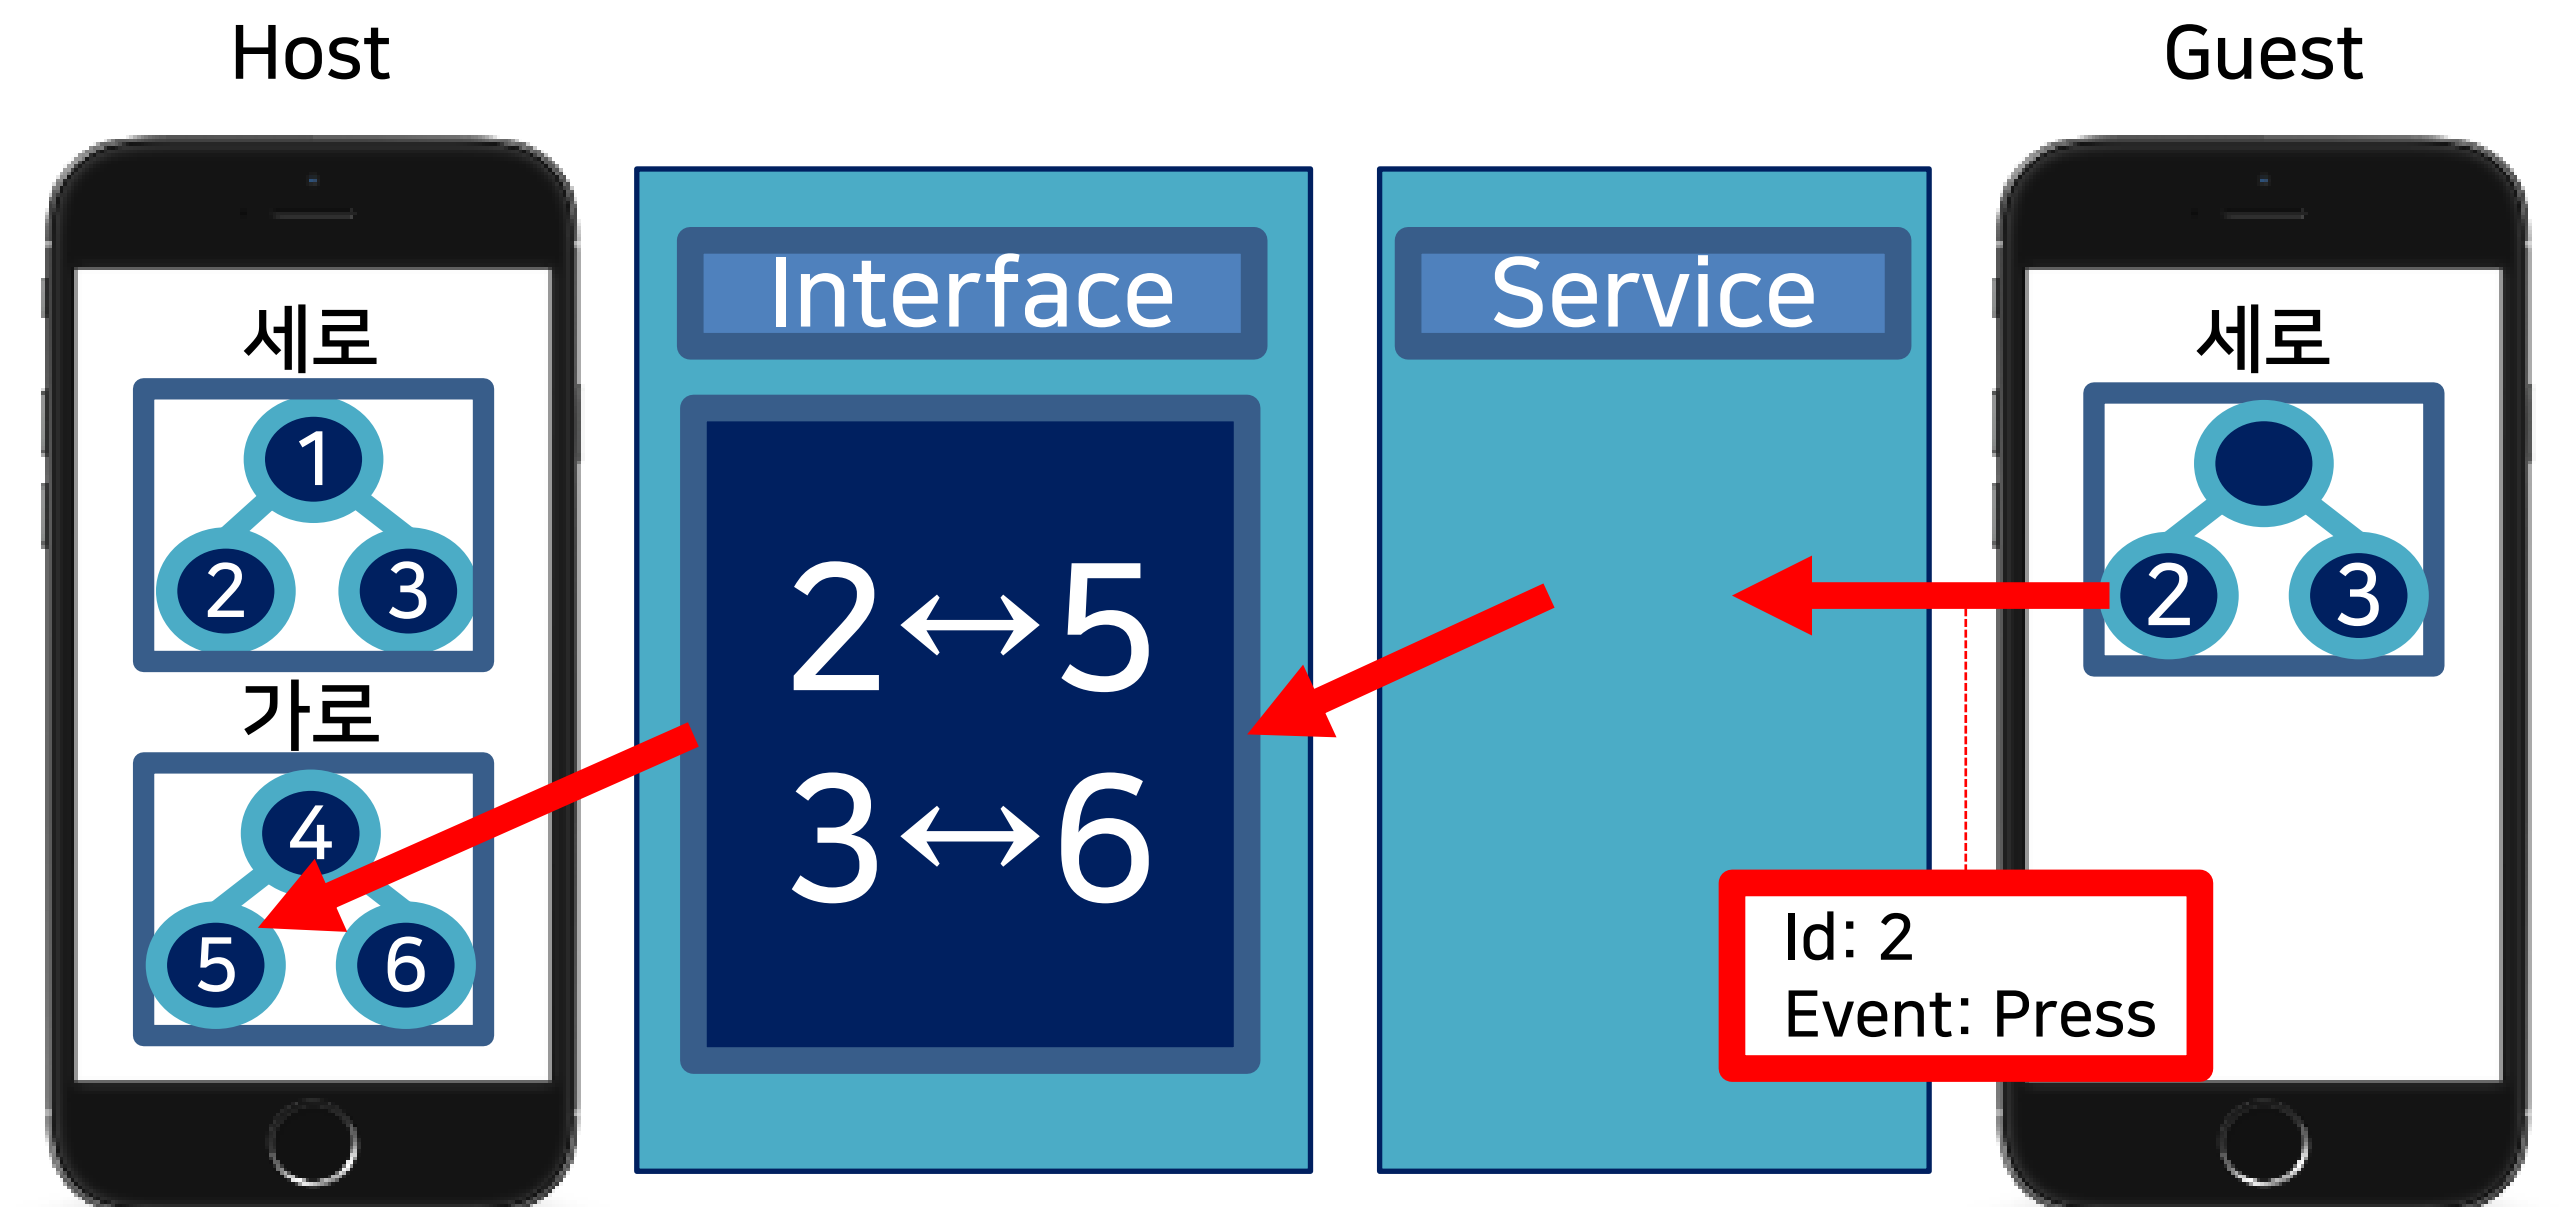 Host
Guest
세로
1
2 3
가로
4
5 6
Interface
2↔5
3↔6
Service
세로
2 3
Id: 2
Event: Press